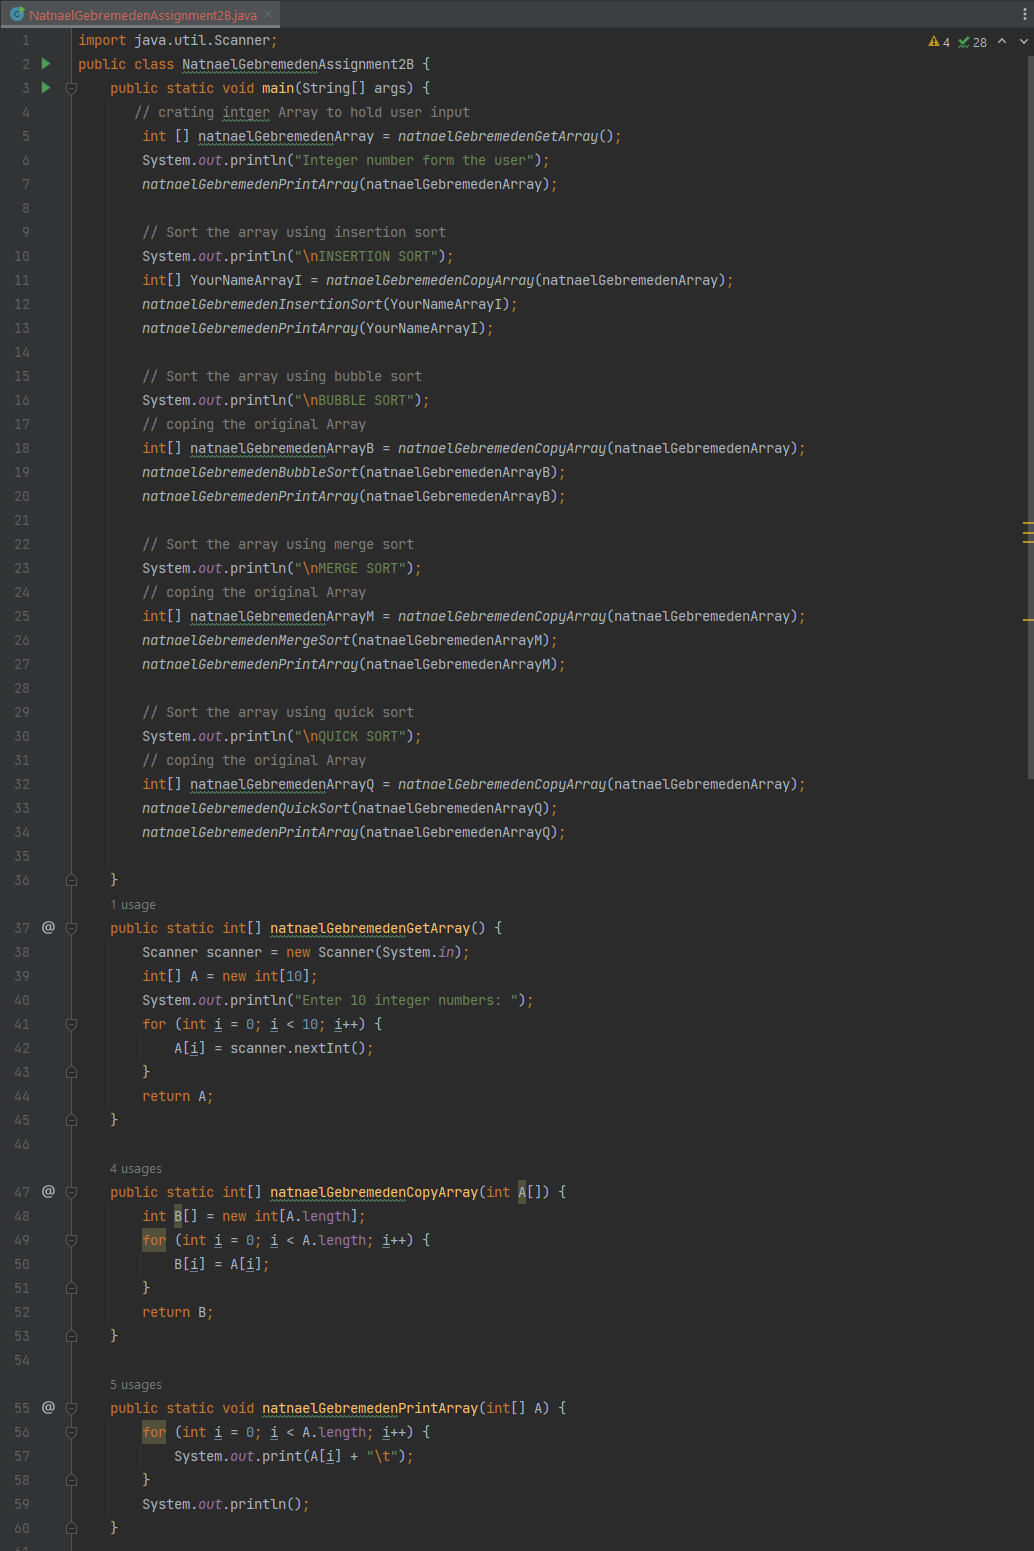 NatnaelGebremedenAssignment2B.java
4 28
1 import java.util.Scanner;
2 public class NatnaelGebremedenAssignment2B {
3 public static void main(String[] args) {
4 // crating intger Array to hold user input
5 int [] natnaelGebremedenArray = natnaelGebremedenGetArray();
6 System.out.println("Integer number form the user");
7 natnaelGebremedenPrintArray(natnaelGebremedenArray);
8
9 // Sort the array using insertion sort
10 System.out.println("\nINSERTION SORT");
11 int[] YourNameArrayI = natnaelGebremedenCopyArray(natnaelGebremedenArray);
12 natnaelGebremedenInsertionSort(YourNameArrayI);
13 natnaelGebremedenPrintArray(YourNameArrayI);
14
15 // Sort the array using bubble sort
16 System.out.println("\nBUBBLE SORT");
17 // coping the original Array
18 int[] natnaelGebremedenArrayB = natnaelGebremedenCopyArray(natnaelGebremedenArray);
19 natnaelGebremedenBubbleSort(natnaelGebremedenArrayB);
20 natnaelGebremedenPrintArray(natnaelGebremedenArrayB);
21
22 // Sort the array using merge sort
23 System.out.println("\nMERGE SORT");
24 // coping the original Array
25 int[] natnaelGebremedenArrayM = natnaelGebremedenCopyArray(natnaelGebremedenArray);
26 natnaelGebremedenMergeSort(natnaelGebremedenArrayM);
27 natnaelGebremedenPrintArray(natnaelGebremedenArrayM);
28
29 // Sort the array using quick sort
30 System.out.println("\nQUICK SORT");
31 // coping the original Array
32 int[] natnaelGebremedenArrayQ = natnaelGebremedenCopyArray(natnaelGebremedenArray);
33 natnaelGebremedenQuickSort(natnaelGebremedenArrayQ);
34 natnaelGebremedenPrintArray(natnaelGebremedenArrayQ);
35
36 }
1 usage
37 @ public static int[] natnaelGebremedenGetArray() {
38 Scanner scanner = new Scanner(System.in);
39 int[] A = new int[10];
40 System.out.println("Enter 10 integer numbers: ");
41 for (int i = 0; i < 10; i++) {
42 A[i] = scanner.nextInt();
43 }
44 return A;
45 }
46
4 usages
47 @ public static int[] natnaelGebremedenCopyArray(int A[]) {
48 int B[] = new int[A.length];
49 for (int i = 0; i < A.length; i++) {
50 B[i] = A[i];
51 }
52 return B;
53 }
54
5 usages
55 @ public static void natnaelGebremedenPrintArray(int[] A) {
56 for (int i = 0; i < A.length; i++) {
57 System.out.print(A[i] + "\t");
58 }
59 System.out.println();
60 }